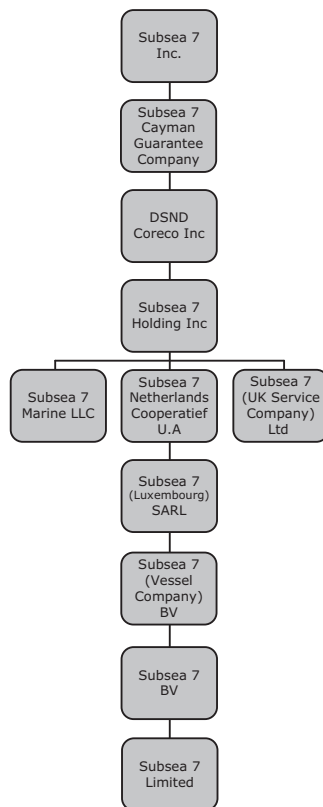 Subsea 7
Inc.
Subsea 7
Cayman
Guarantee
Company
DSND
Coreco Inc
Subsea 7
Holding Inc
Subsea 7
Marine LLC
Subsea 7
Netherlands
Cooperatief
U.A
Subsea 7
(UK Service
Company)
Ltd
Subsea 7
(Luxembourg)
SARL
Subsea 7
(Vessel
Company)
BV
Subsea 7
BV
Subsea 7
Limited